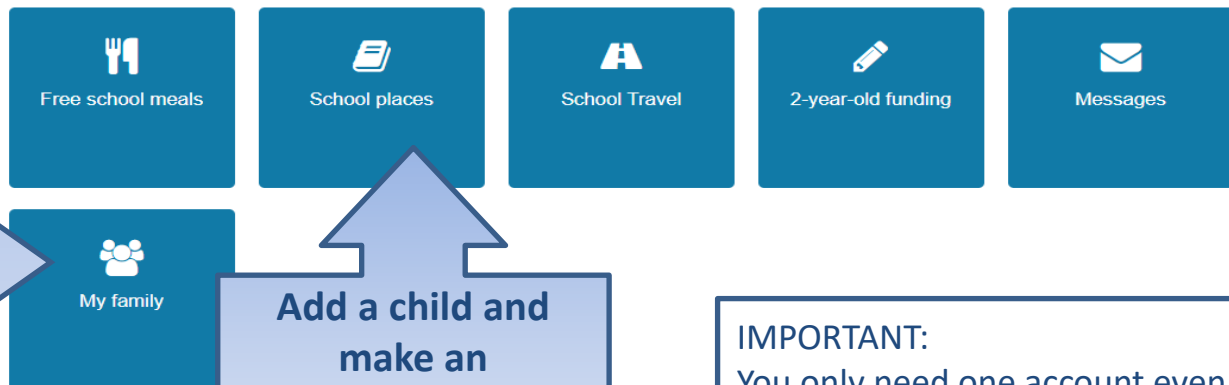 Free school meals
School places
School Travel
2-year-old funding
Messages
My family
Add a child and
make an
IMPORTANT:
You only need one account even